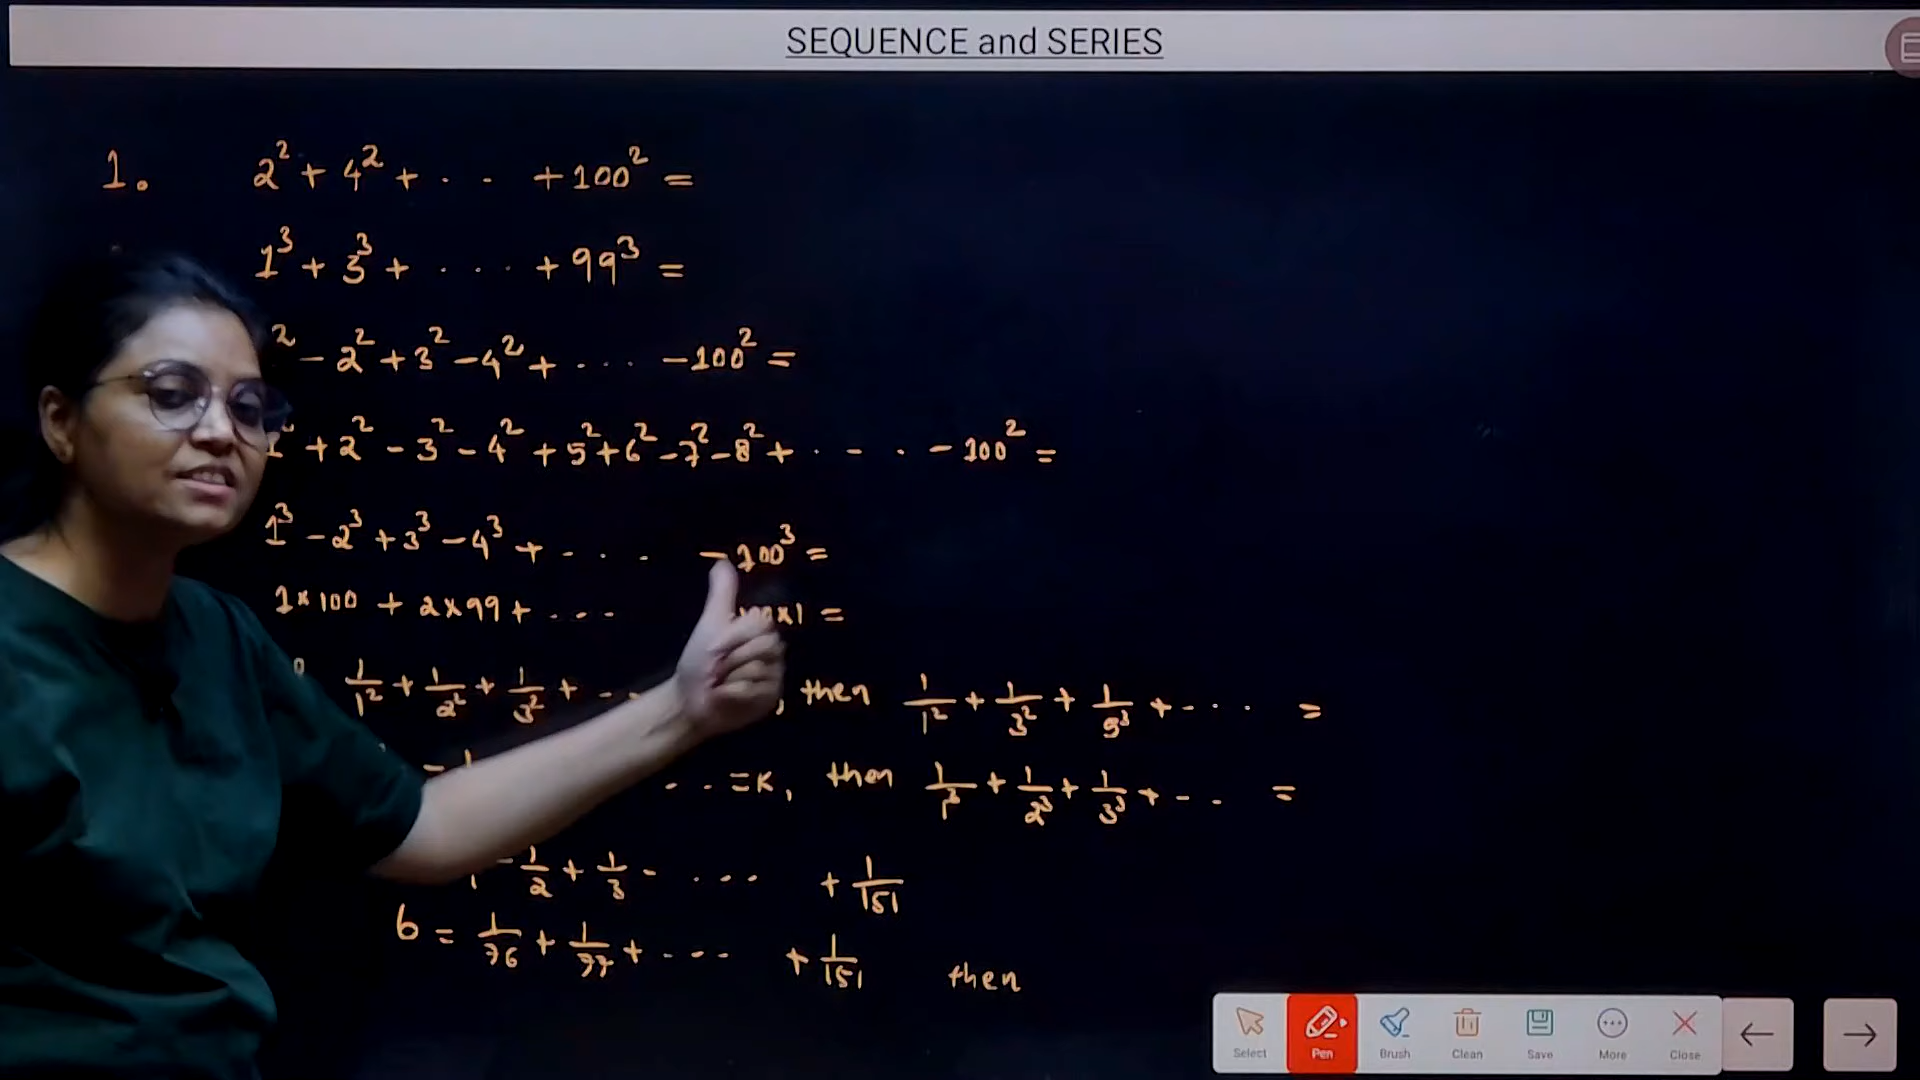 SEQUENCE and SERIES
1. 2² + 4² + · · + 100² =
1³ + 3³ + · · · · + 99³ =
² - 2² + 3² - 4² + · · · · - 100² =
1² + 2² - 3² - 4² + 5² + 6² - 7² - 8² + · - · - 100² =
1³ - 2³ + 3³ - 4³ + · · · - 100³ =
1×100 + 2×99 + · · · ×1 =
1/1² + 1/2² + 1/3² + · · , then 1/1² + 1/3² + 1/5³ + · · · =
· · = K, then 1/1³ + 1/2³ + 1/3³ + · · =
- 1/2 + 1/3 - · · · · + 1/151
6 = 1/76 + 1/77 + · · · · + 1/151 then
Select Pen Brush Clean Save More Close